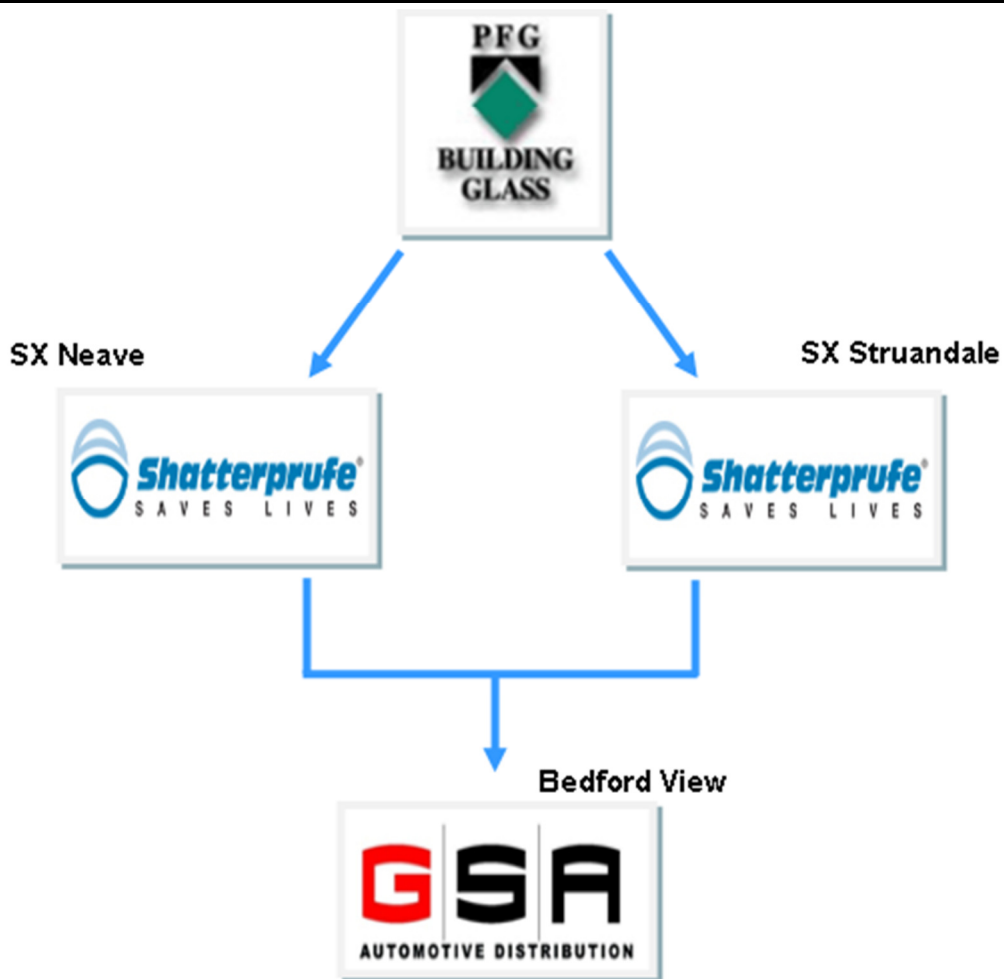 PFG
BUILDING
GLASS
SX Neave
SX Struandale
Shatterprufe®
SAVES LIVES
Shatterprufe®
SAVES LIVES
Bedford View
GSA
AUTOMOTIVE DISTRIBUTION